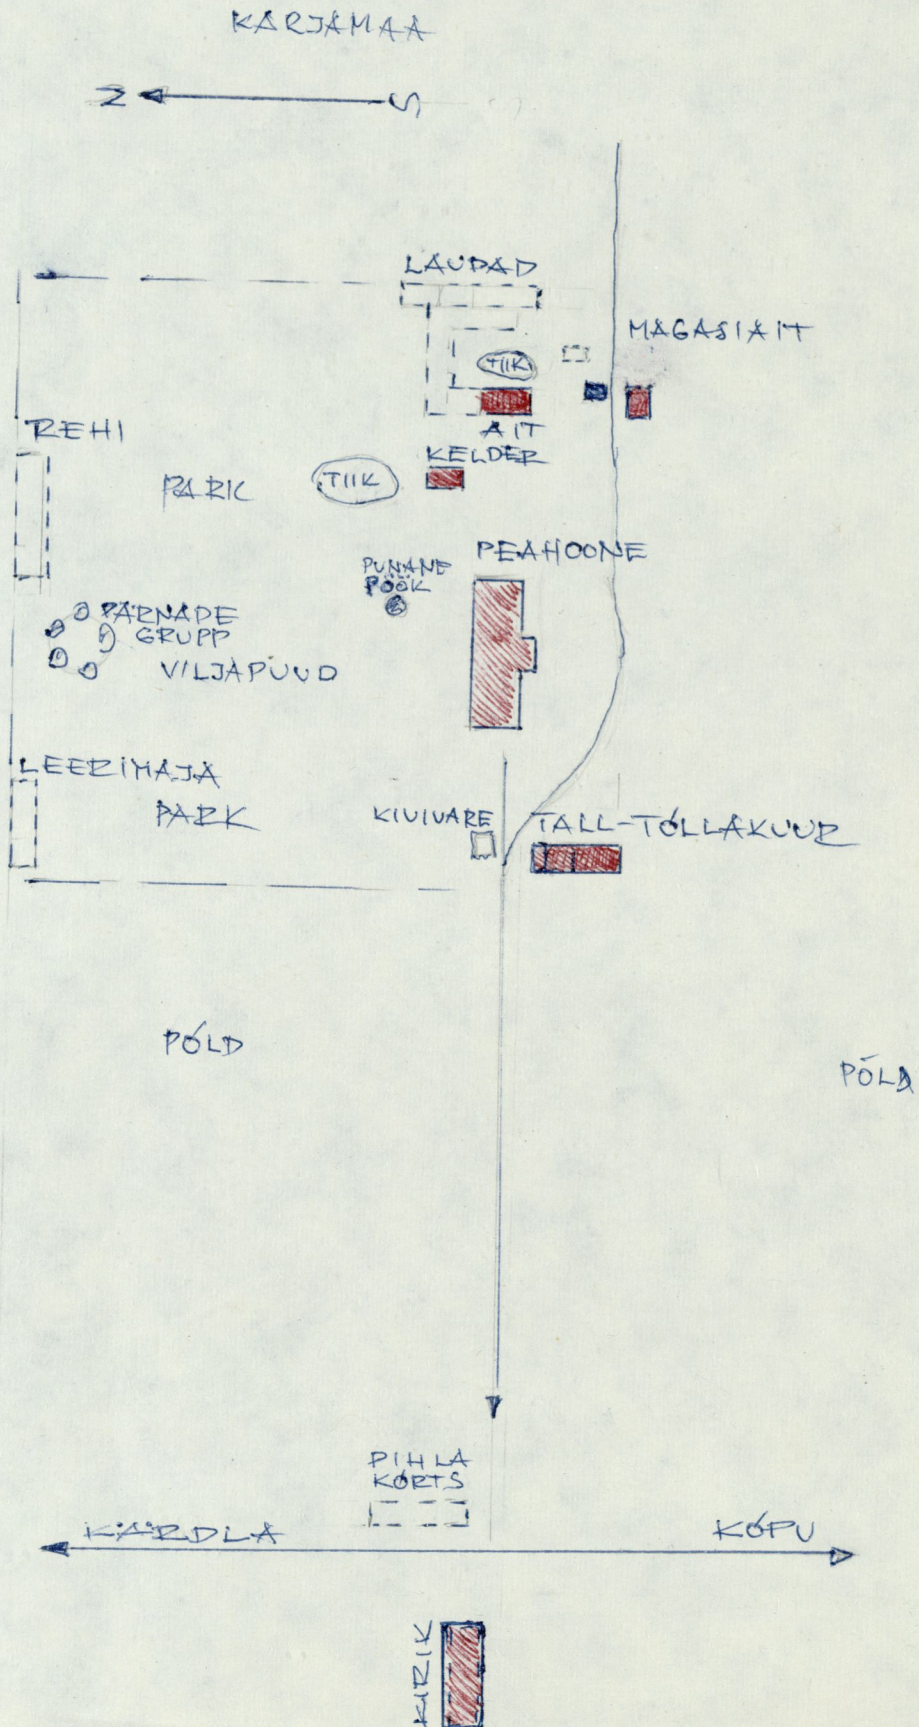 KARJAMAA
N S
LAUDAD
MAGASIAIT
TIIK
AIT
REHI
KELDER
PARK
TIIK
PEAHOONE
PUNANE
PÖÖK
PÄRNADE
GRUPP
VILJAPUUD
LEERIMAJA
PARK
KIVIVARE
TALL-TÕLLAKUUR
PÕLD
PÕLD
PIHLA
KÕRTS
KÄRDLA
KÕPU
KIRIK